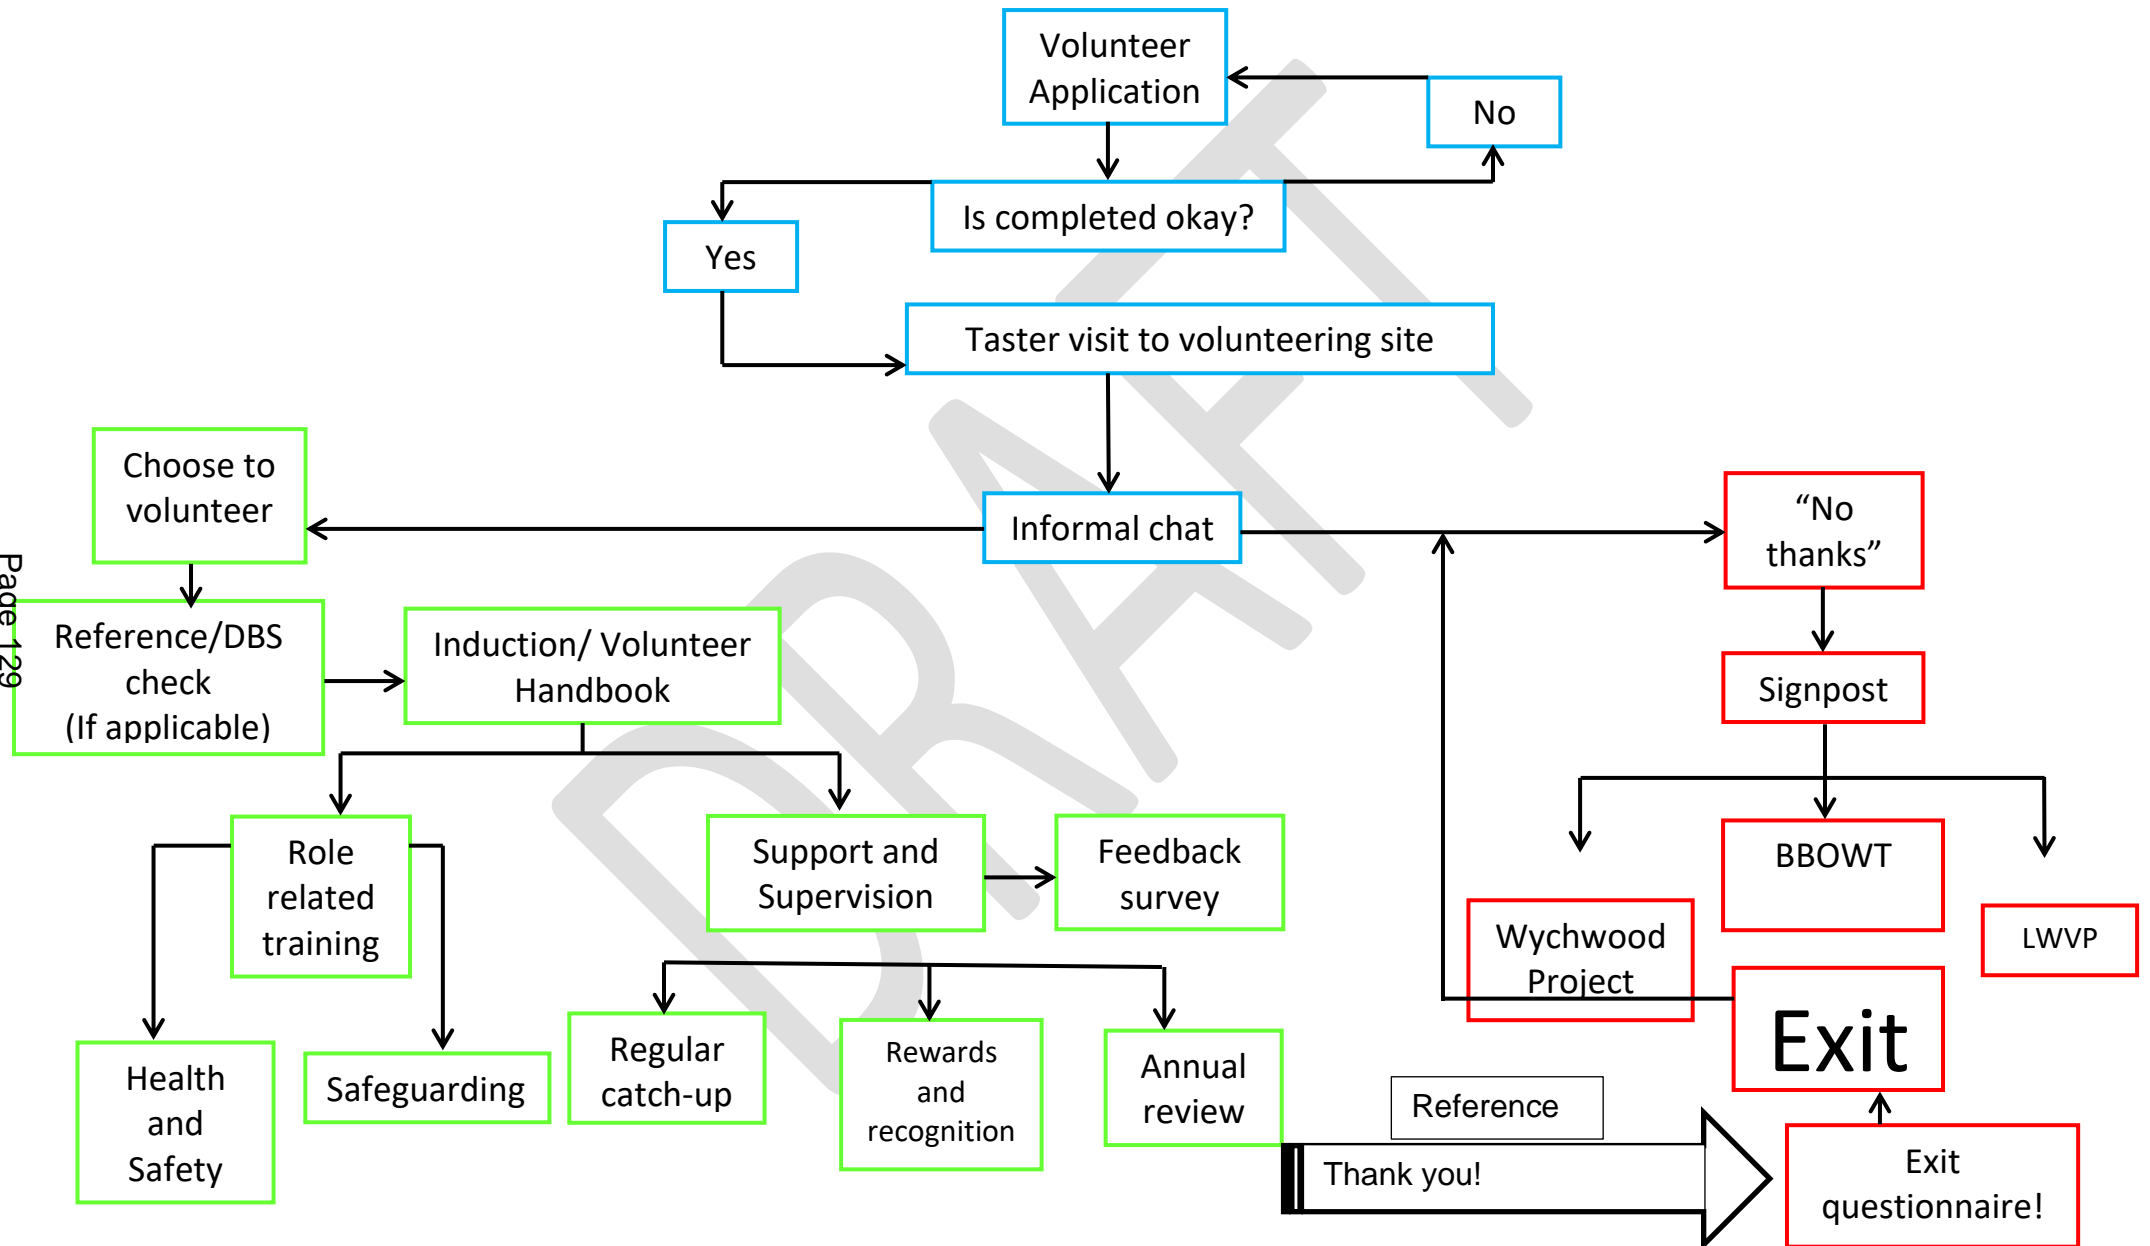 Volunteer
Application
No
Is completed okay?
Yes
Taster visit to volunteering site
Choose to
volunteer
Informal chat
“No
thanks”
Page 129
Reference/DBS
check
(If applicable)
Induction/ Volunteer
Handbook
Signpost
Role
related
training
Support and
Supervision
Feedback
survey
BBOWT
Wychwood
Project
LWVP
Exit
Health
and
Safety
Safeguarding
Regular
catch-up
Rewards
and
recognition
Annual
review
Reference
Thank you!
Exit
questionnaire!
DRAFT